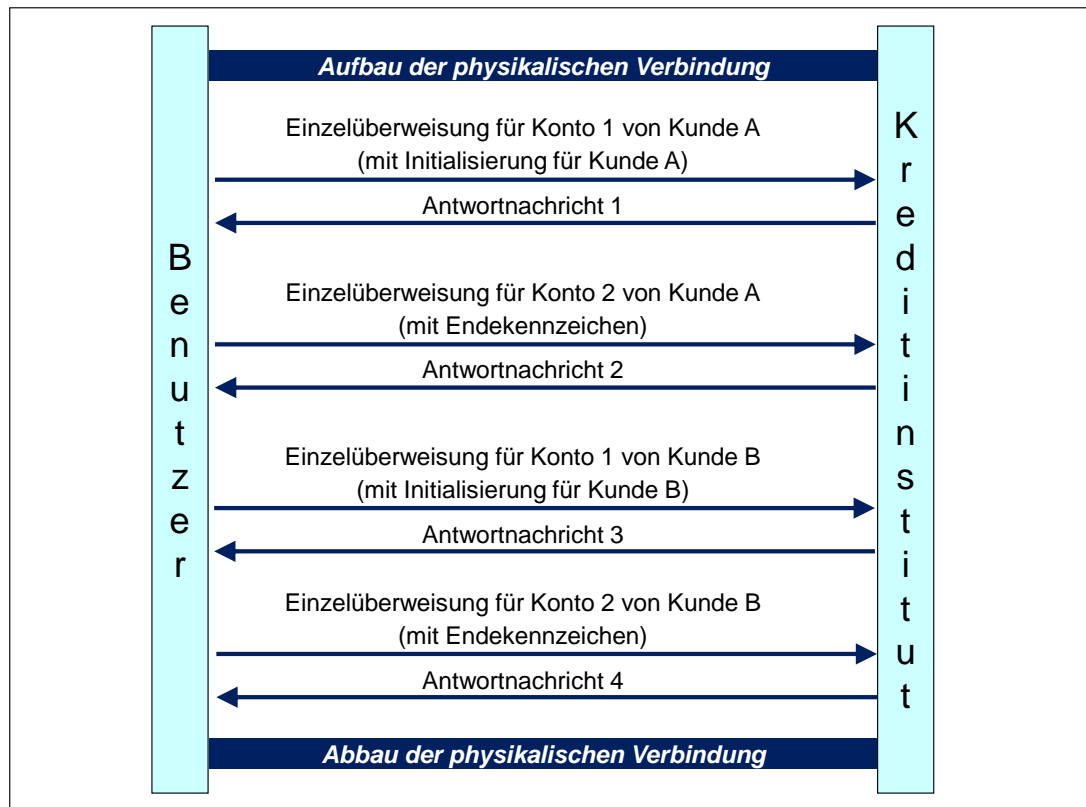 Aufbau der physikalischen Verbindung
Einzelüberweisung für Konto 1 von Kunde A
(mit Initialisierung für Kunde A)
Antwortnachricht 1
Einzelüberweisung für Konto 2 von Kunde A
(mit Endekennzeichen)
Antwortnachricht 2
Einzelüberweisung für Konto 1 von Kunde B
(mit Initialisierung für Kunde B)
Antwortnachricht 3
Einzelüberweisung für Konto 2 von Kunde B
(mit Endekennzeichen)
Antwortnachricht 4
Abbau der physikalischen Verbindung
Benutzer
Kreditinstitut